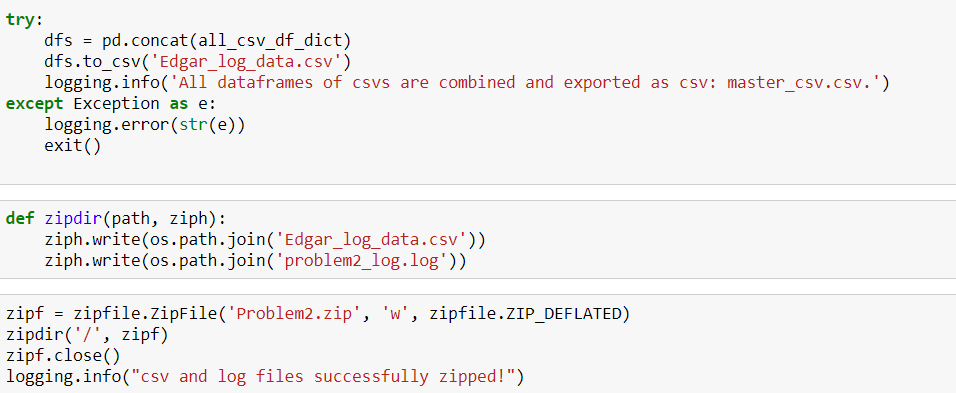 try:
    dfs = pd.concat(all_csv_df_dict)
    dfs.to_csv('Edgar_log_data.csv')
    logging.info('All dataframes of csvs are combined and exported as csv: master_csv.csv.')
except Exception as e:
    logging.error(str(e))
    exit()
def zipdir(path, ziph):
    ziph.write(os.path.join('Edgar_log_data.csv'))
    ziph.write(os.path.join('problem2_log.log'))
zipf = zipfile.ZipFile('Problem2.zip', 'w', zipfile.ZIP_DEFLATED)
zipdir('/', zipf)
zipf.close()
logging.info("csv and log files successfully zipped!")